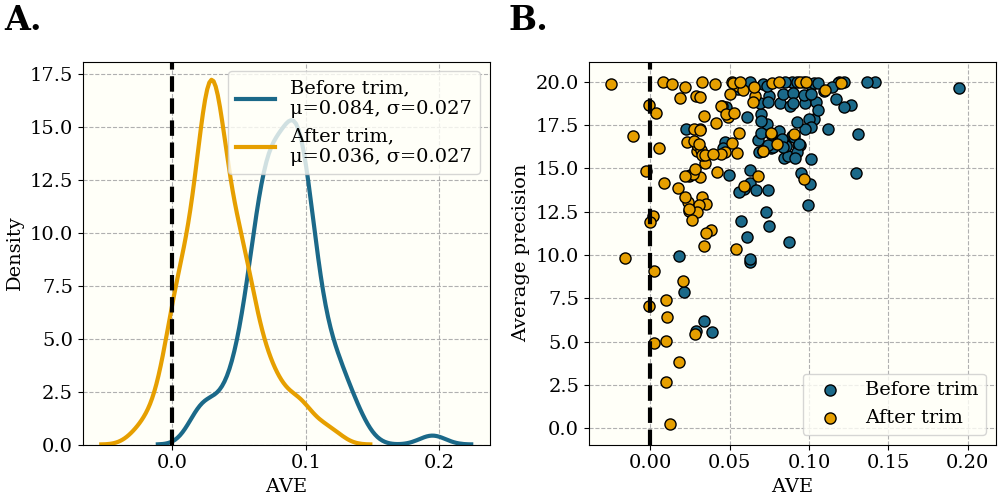 A.
17.5
15.0
12.5
10.0
7.5
5.0
2.5
0.0
Density
0.0
0.1
0.2
AVE
Before trim,
μ=0.084, σ=0.027
After trim,
μ=0.036, σ=0.027
B.
20.0
17.5
15.0
12.5
10.0
7.5
5.0
2.5
0.0
Average precision
0.00
0.05
0.10
0.15
0.20
AVE
Before trim
After trim